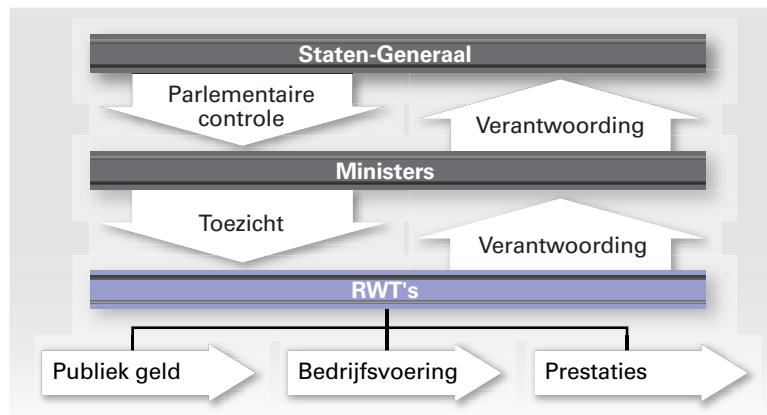 Staten-Generaal
Parlementaire
controle
Verantwoording
Ministers
Toezicht
Verantwoording
RWT's
Publiek geld
Bedrijfsvoering
Prestaties